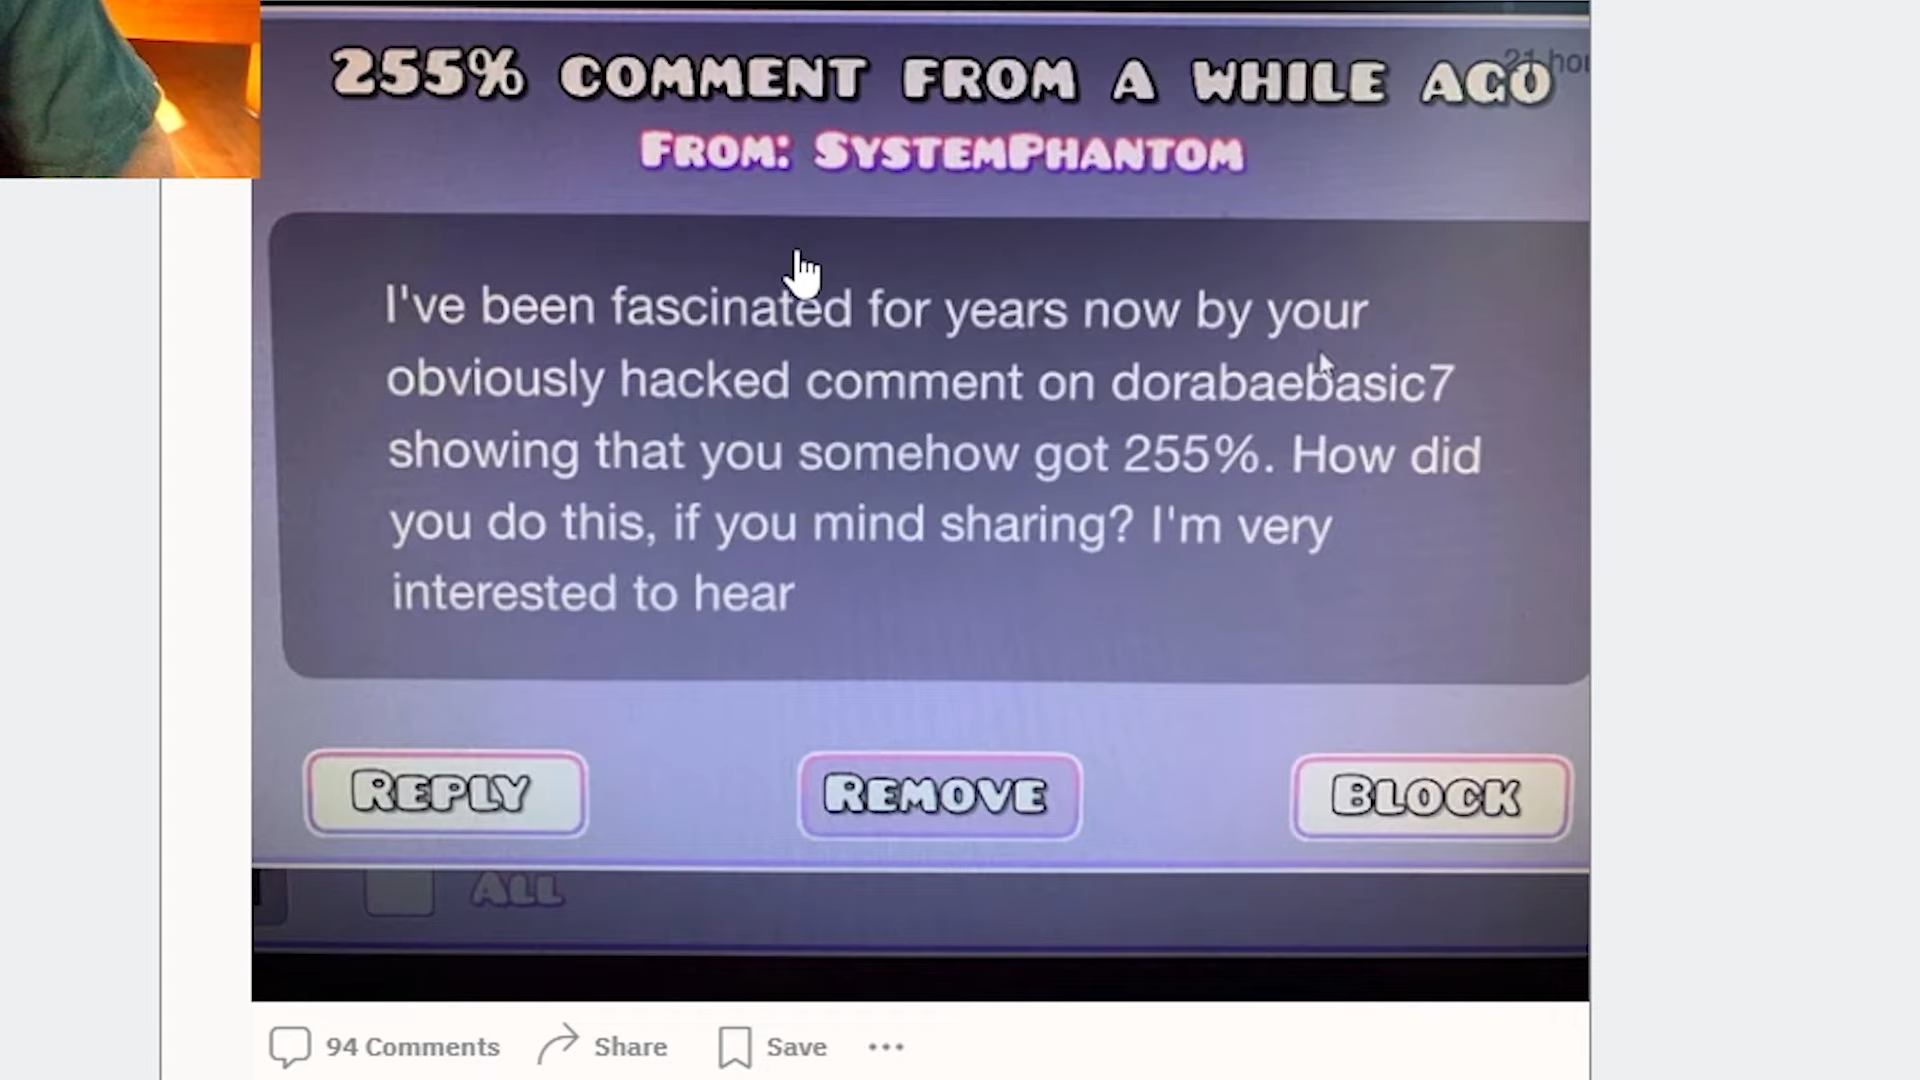 255% COMMENT FROM A WHILE AGO
FROM: SYSTEMPHANTOM
I've been fascinated for years now by your
obviously hacked comment on dorabaebasic7
showing that you somehow got 255%. How did
you do this, if you mind sharing? I'm very
interested to hear
REPLY REMOVE BLOCK
ALL
94 Comments Share Save